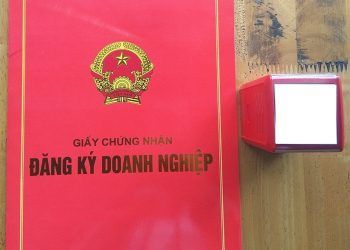 GIẤY CHỨNG NHẬN
ĐĂNG KÝ DOANH NGHIỆP